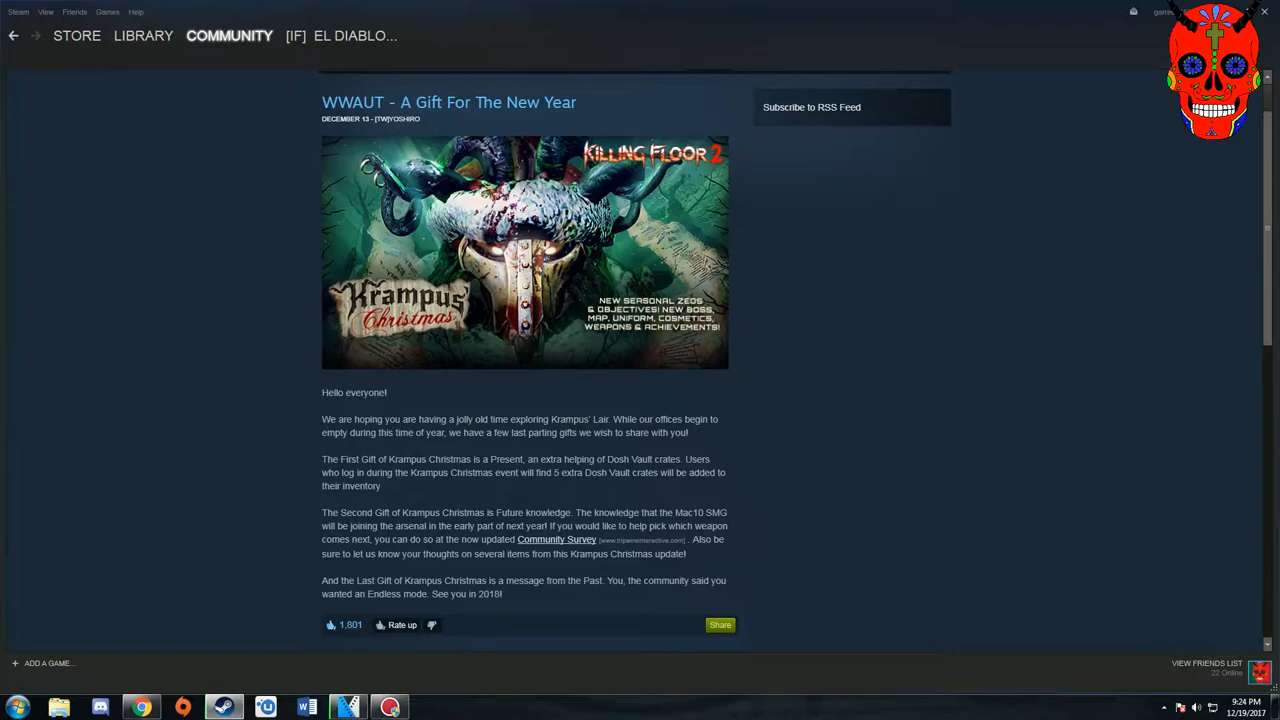 Steam View Friends Games Help
STORE LIBRARY COMMUNITY [IF] EL DIABLO...
WWAUT - A Gift For The New Year
DECEMBER 13 - [TW]YOSHIRO
Subscribe to RSS Feed
KILLING FLOOR 2
Krampus
Christmas
NEW SEASONAL ZEDS
& OBJECTIVES! NEW BOSS,
MAP, UNIFORM, COSMETICS,
WEAPONS & ACHIEVEMENTS!
Hello everyone!
We are hoping you are having a jolly old time exploring Krampus' Lair. While our offices begin to
empty during this time of year, we have a few last parting gifts we wish to share with you!
The First Gift of Krampus Christmas is a Present, an extra helping of Dosh Vault crates. Users
who log in during the Krampus Christmas event will find 5 extra Dosh Vault crates will be added to
their inventory
The Second Gift of Krampus Christmas is Future knowledge. The knowledge that the Mac10 SMG
will be joining the arsenal in the early part of next year! If you would like to help pick which weapon
comes next, you can do so at the now updated Community Survey [www.tripwireinteractive.com] . Also be
sure to let us know your thoughts on several items from this Krampus Christmas update!
And the Last Gift of Krampus Christmas is a message from the Past. You, the community said you
wanted an Endless mode. See you in 2018!
1,801 Rate up Share
+ ADD A GAME...
VIEW FRIENDS LIST
22 Online
9:24 PM
12/19/2017